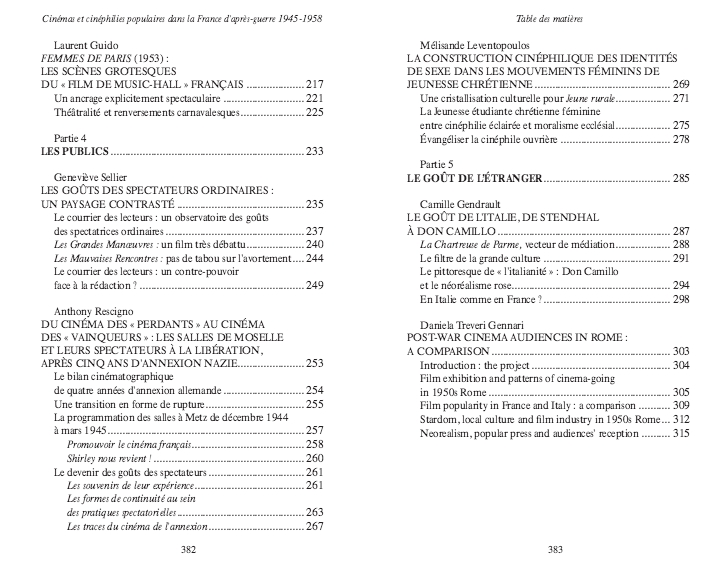 Cinémas et cinéphilies populaires dans la France d'après-guerre 1945-1958
Laurent Guido
FEMMES DE PARIS (1953) :
LES SCÈNES GROTESQUES
DU « FILM DE MUSIC-HALL » FRANÇAIS .................... 217
Un ancrage explicitement spectaculaire .................... 221
Théâtralité et renversements carnavalesques .................... 225
Partie 4
LES PUBLICS .................... 233
Geneviève Sellier
LES GOÛTS DES SPECTATEURS ORDINAIRES :
UN PAYSAGE CONTRASTÉ .................... 235
Le courrier des lecteurs : un observatoire des goûts
des spectatrices ordinaires .................... 237
Les Grandes Manœuvres : un film très débattu .................... 240
Les Mauvaises Rencontres : pas de tabou sur l'avortement .... 244
Le courrier des lecteurs : un contre-pouvoir
face à la rédaction ? .................... 249
Anthony Rescigno
DU CINÉMA DES « PERDANTS » AU CINÉMA
DES « VAINQUEURS » : LES SALLES DE MOSELLE
ET LEURS SPECTATEURS À LA LIBÉRATION,
APRÈS CINQ ANS D'ANNEXION NAZIE .................... 253
Le bilan cinématographique
de quatre années d'annexion allemande .................... 254
Une transition en forme de rupture .................... 255
La programmation des salles à Metz de décembre 1944
à mars 1945 .................... 257
Promouvoir le cinéma français .................... 258
Shirley nous revient ! .................... 260
Le devenir des goûts des spectateurs .................... 261
Les souvenirs de leur expérience .................... 261
Les formes de continuité au sein
des pratiques spectatorielles .................... 263
Les traces du cinéma de l'annexion .................... 267
382
Table des matières
Mélisande Leventopoulos
LA CONSTRUCTION CINÉPHILIQUE DES IDENTITÉS
DE SEXE DANS LES MOUVEMENTS FÉMININS DE
JEUNESSE CHRÉTIENNE .................... 269
Une cristallisation culturelle pour Jeune rurale .................... 271
La Jeunesse étudiante chrétienne féminine
entre cinéphilie éclairée et moralisme ecclésial .................... 275
Évangéliser la cinéphile ouvrière .................... 278
Partie 5
LE GOÛT DE L'ÉTRANGER .................... 285
Camille Gendrault
LE GOÛT DE L'ITALIE, DE STENDHAL
À DON CAMILLO .................... 287
La Chartreuse de Parme, vecteur de médiation .................... 288
Le filtre de la grande culture .................... 291
Le pittoresque de « l'italianité » : Don Camillo
et le néoréalisme rose .................... 294
En Italie comme en France ? .................... 298
Daniela Treveri Gennari
POST-WAR CINEMA AUDIENCES IN ROME :
A COMPARISON .................... 303
Introduction : the project .................... 304
Film exhibition and patterns of cinema-going
in 1950s Rome .................... 305
Film popularity in France and Italy : a comparison .......... 309
Stardom, local culture and film industry in 1950s Rome ... 312
Neorealism, popular press and audiences' reception .......... 315
383